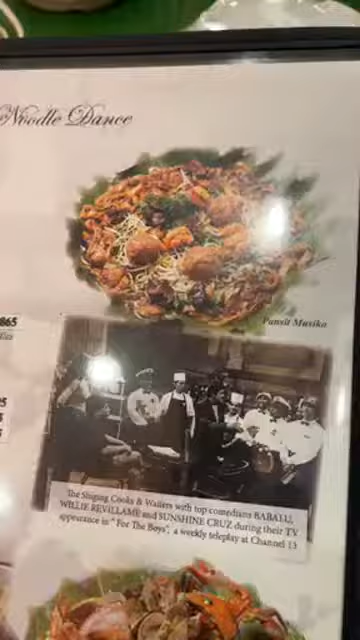 Noodle Dance
865
Pansit Musika
The Singing Cooks & Waiters with top comedians BABALU,
WILLIE REVILLAME and SUNSHINE CRUZ during their TV
appearance in " For The Boys", a weekly teleplay at Channel 13